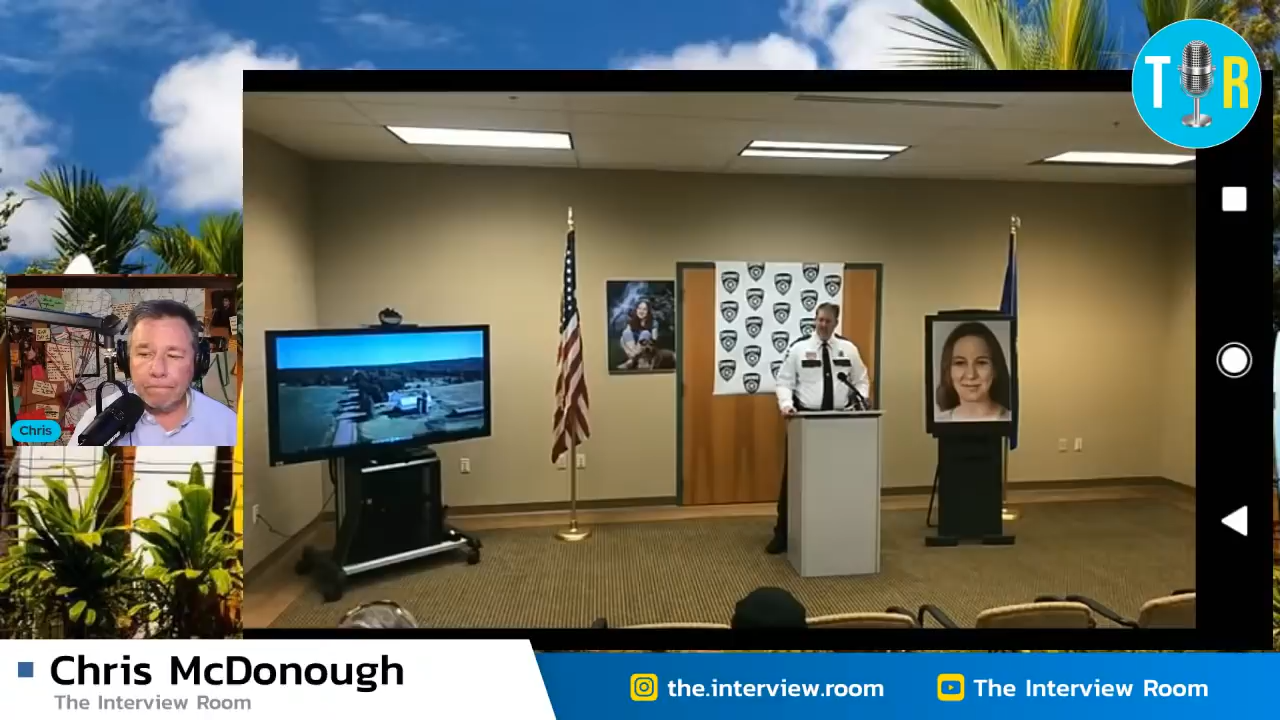 T R
Chris
Chris McDonough
The Interview Room
the.interview.room
The Interview Room